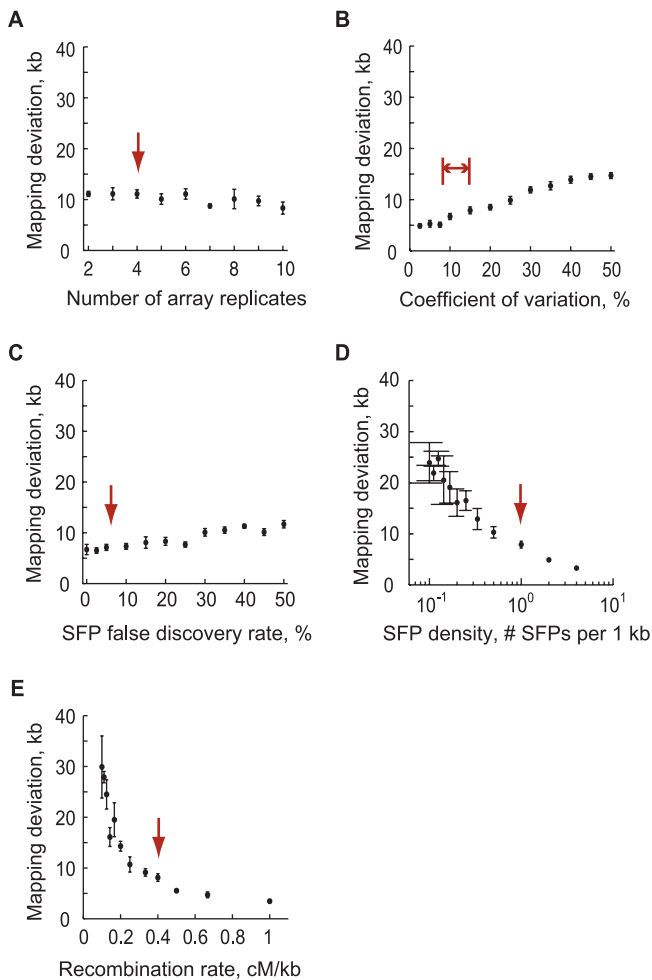 A
Mapping deviation, kb
40
30
20
10
0
2 4 6 8 10
Number of array replicates
B
Mapping deviation, kb
40
30
20
10
0
0 10 20 30 40 50
Coefficient of variation, %
C
Mapping deviation, kb
40
30
20
10
0
0 10 20 30 40 50
SFP false discovery rate, %
D
Mapping deviation, kb
40
30
20
10
0
10⁻¹ 10⁰ 10¹
SFP density, # SFPs per 1 kb
E
Mapping deviation, kb
40
30
20
10
0
0 0.2 0.4 0.6 0.8 1
Recombination rate, cM/kb